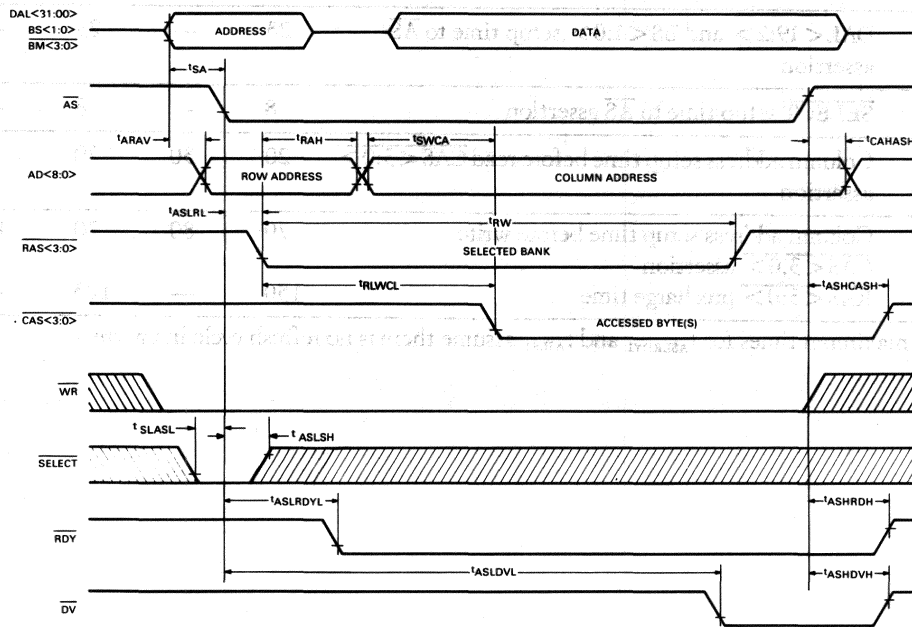 DAL<31:00>
BS<1:0>
BM<3:0>
ADDRESS
DATA
tSA
AS
tARAV
tRAH
tSWCA
tCAHASH
AD<8:0>
ROW ADDRESS
COLUMN ADDRESS
tASLRL
tRW
RAS<3:0>
SELECTED BANK
tRLWCL
tASHCASH
CAS<3:0>
ACCESSED BYTE(S)
WR
tSLASL
tASLSH
SELECT
tASLRDYL
tASHRDH
RDY
tASLDVL
tASHDVH
DV